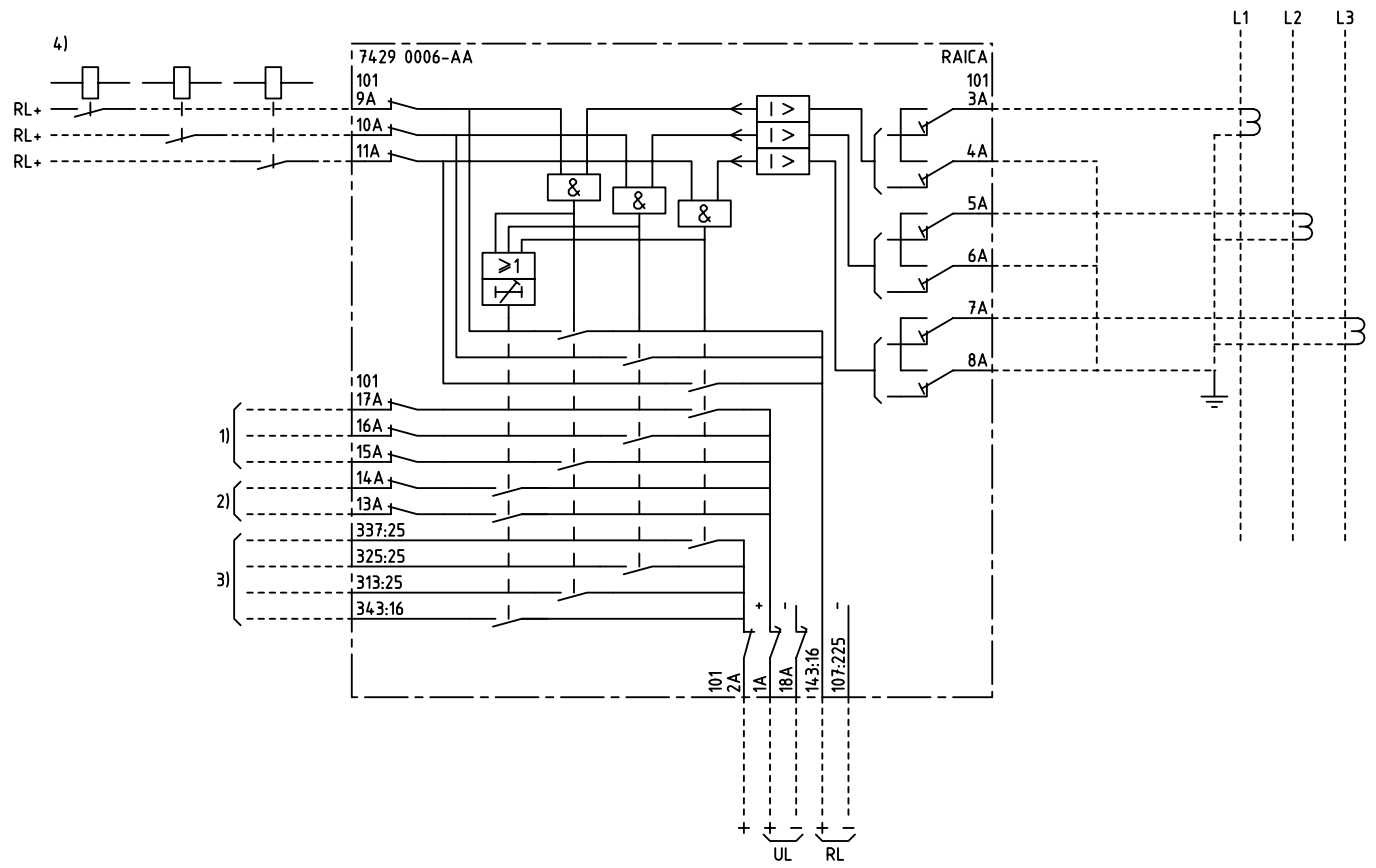 L1 L2 L3
4)
7429 0006-AA RAICA
101 101
RL+ 9A I > 3A
RL+ 10A I >
RL+ 11A I > 4A
&
&
&
5A
≥1 6A
7A
8A
101
17A
1) 16A
15A
14A
2) 13A
337:25
325:25
3) 313:25
343:16
+ - -
101
2A
1A
18A
143:16
107:225
+ + - + -
UL RL